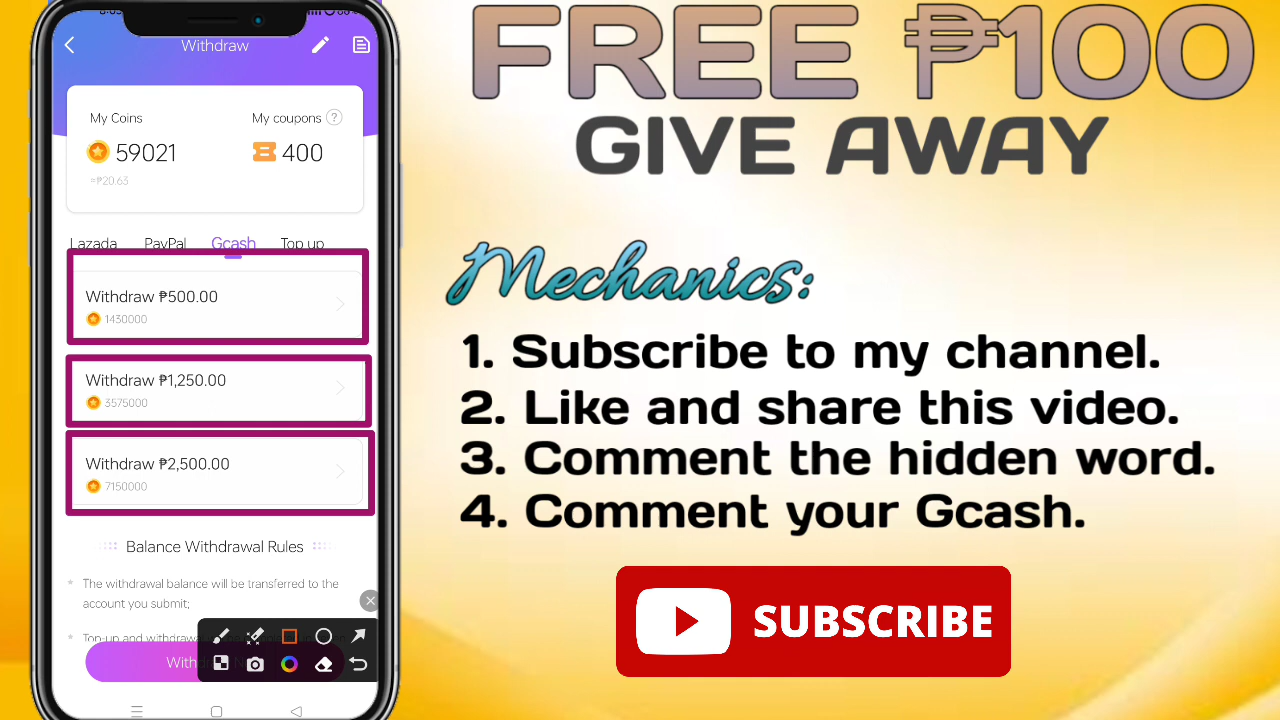 Withdraw
My Coins
My coupons ?
59021
400
≈₱20.63
Lazada PayPal Gcash Top up
Withdraw ₱500.00
1430000
Withdraw ₱1,250.00
3575000
Withdraw ₱2,500.00
7150000
Balance Withdrawal Rules
* The withdrawal balance will be transferred to the
account you submit;
* Top-up and
FREE ₱100
GIVE AWAY
Mechanics:
1. Subscribe to my channel.
2. Like and share this video.
3. Comment the hidden word.
4. Comment your Gcash.
SUBSCRIBE